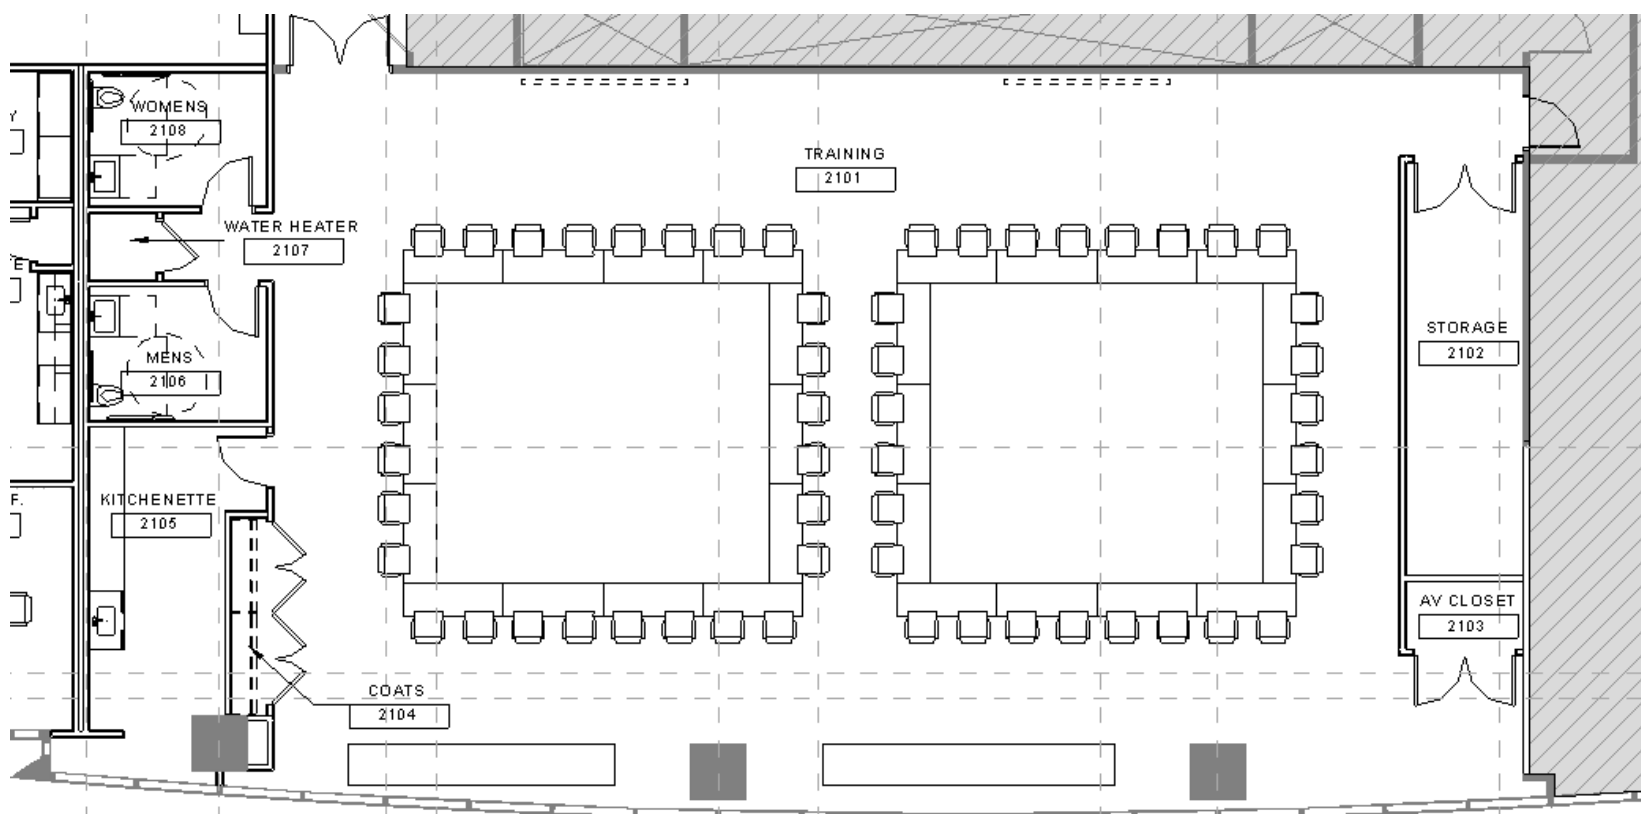 WOMENS
2108
TRAINING
2101
WATER HEATER
2107
STORAGE
2102
MENS
2106
KITCHENETTE
2105
AV CLOSET
2103
COATS
2104
Y
E
F.